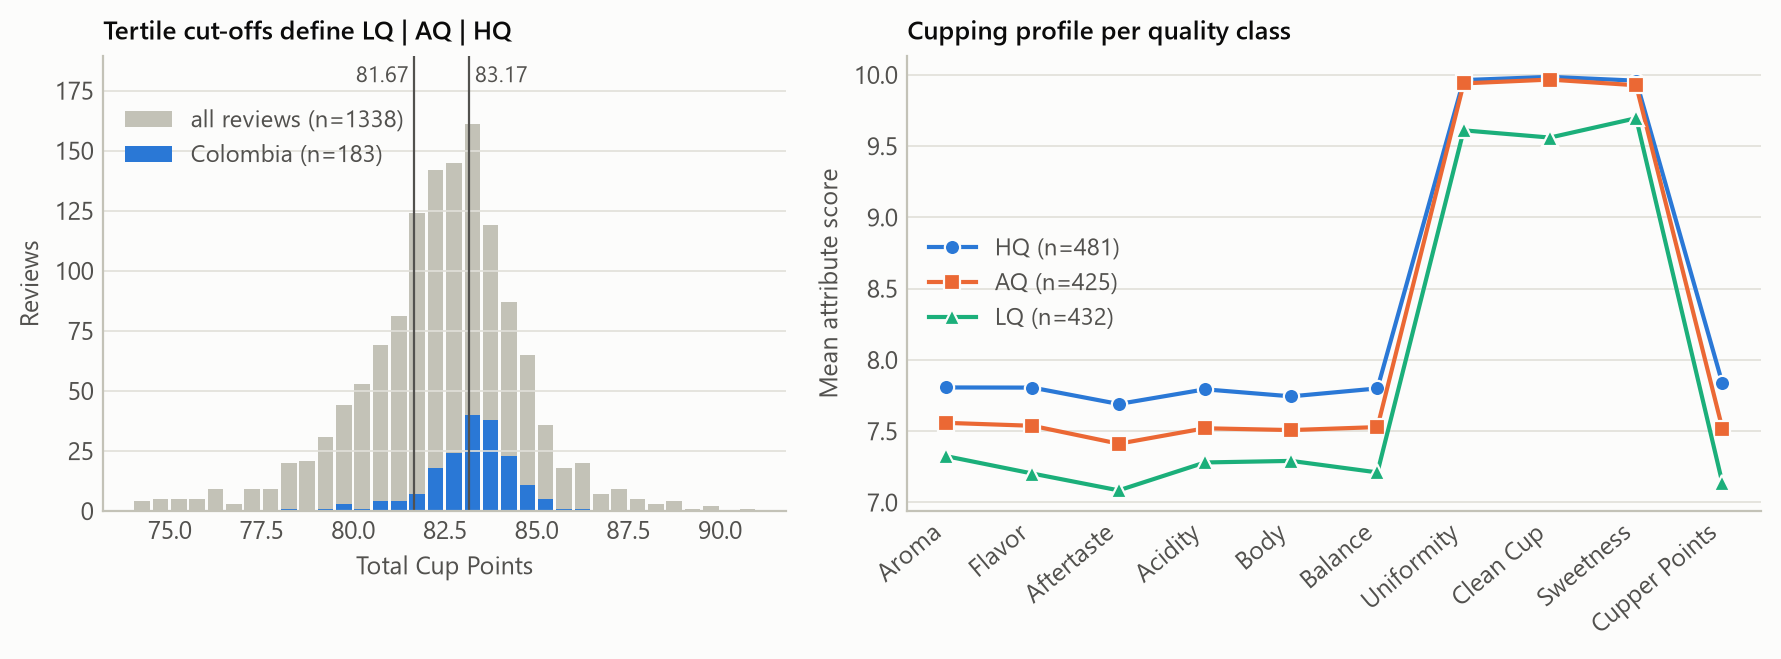 Tertile cut-offs define LQ | AQ | HQ
81.67
83.17
175
150
125
100
75
50
25
0
Reviews
all reviews (n=1338)
Colombia (n=183)
75.0
77.5
80.0
82.5
85.0
87.5
90.0
Total Cup Points
Cupping profile per quality class
10.0
9.5
9.0
8.5
8.0
7.5
7.0
Mean attribute score
HQ (n=481)
AQ (n=425)
LQ (n=432)
Aroma
Flavor
Aftertaste
Acidity
Body
Balance
Uniformity
Clean Cup
Sweetness
Cupper Points